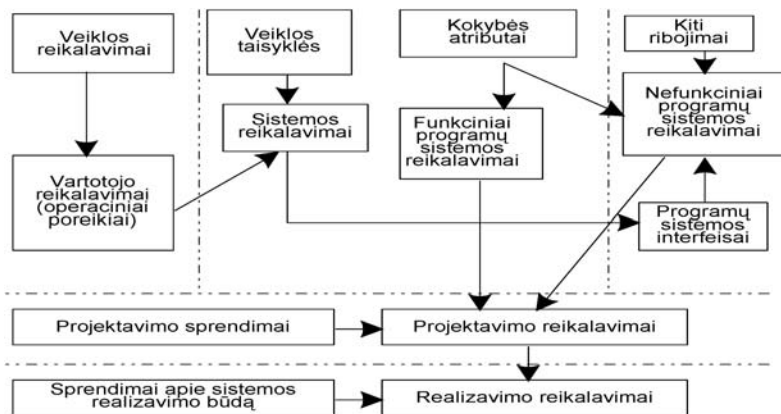 Veiklos
reikalavimai
Veiklos
taisyklės
Kokybės
atributai
Kiti
ribojimai
Sistemos
reikalavimai
Funkciniai
programų
sistemos
reikalavimai
Nefunkciniai
programų
sistemos
reikalavimai
Vartotojo
reikalavimai
(operaciniai
poreikiai)
Programų
sistemos
interfeisai
Projektavimo sprendimai
Projektavimo reikalavimai
Sprendimai apie sistemos
realizavimo būdą
Realizavimo reikalavimai